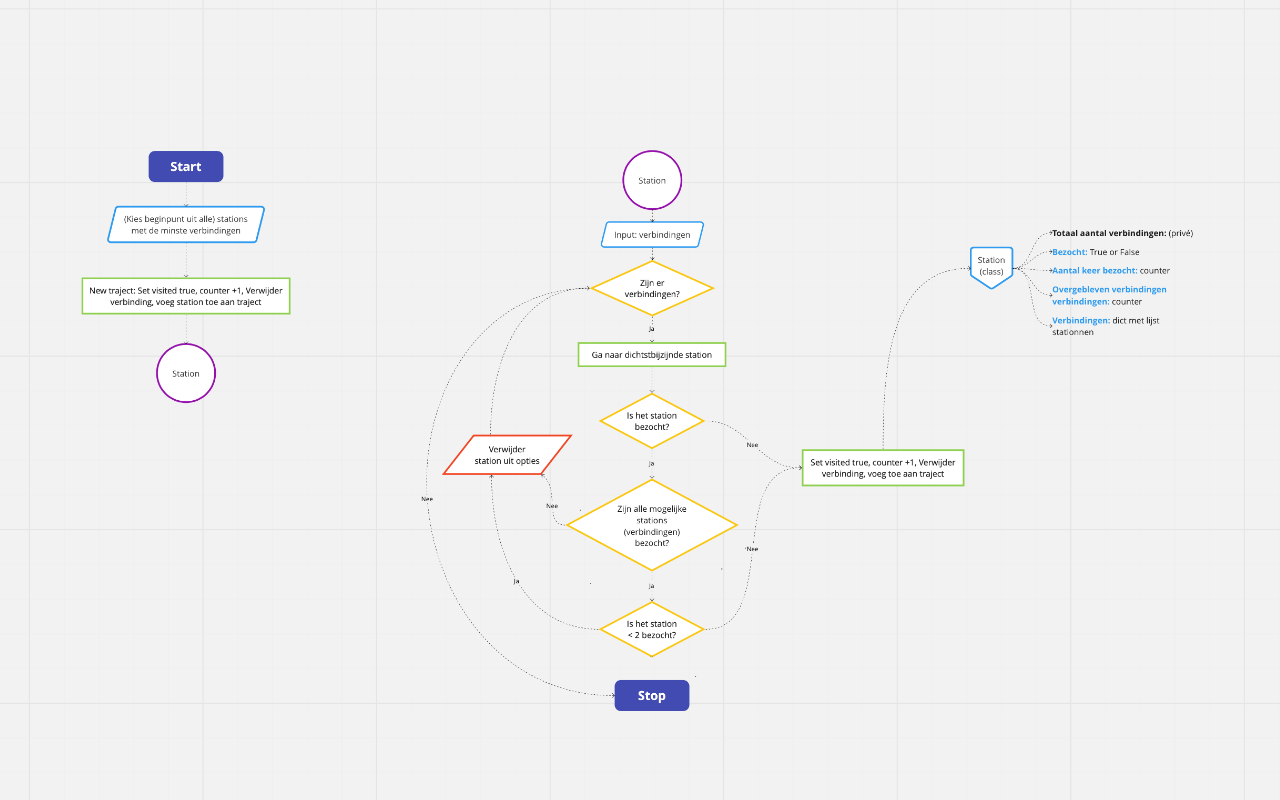 Start
(Kies beginpunt uit alle) stations
met de minste verbindingen
New traject: Set visited true, counter +1, Verwijder
verbinding, voeg station toe aan traject
Station
Station
Input: verbindingen
Zijn er
verbindingen?
Ja
Ga naar dichtstbijzijnde station
Is het station
bezocht?
Nee
Ja
Verwijder
station uit opties
Nee
Nee
Zijn alle mogelijke
stations
(verbindingen)
bezocht?
Nee
Ja
Ja
Is het station
< 2 bezocht?
Stop
Set visited true, counter +1, Verwijder
verbinding, voeg toe aan traject
Station
(class)
Totaal aantal verbindingen: (privé)
Bezocht: True or False
Aantal keer bezocht: counter
Overgebleven verbindingen
verbindingen: counter
Verbindingen: dict met lijst
stationnen